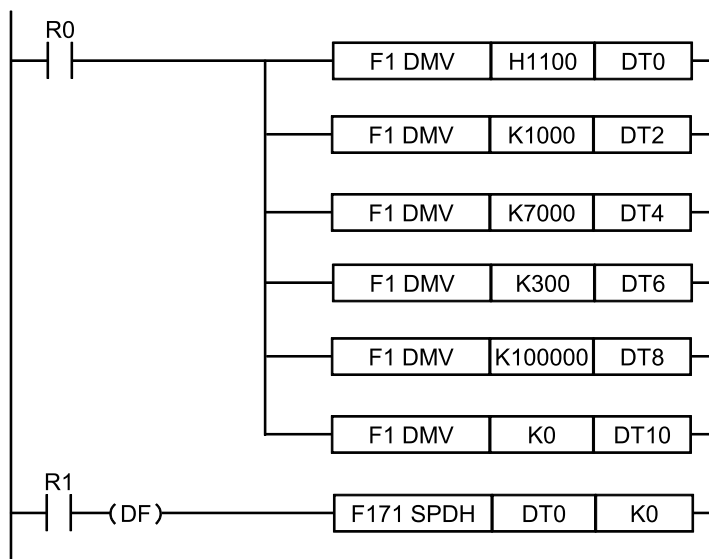 R0
F1 DMV H1100 DT0
F1 DMV K1000 DT2
F1 DMV K7000 DT4
F1 DMV K300 DT6
F1 DMV K100000 DT8
F1 DMV K0 DT10
R1
(DF) F171 SPDH DT0 K0